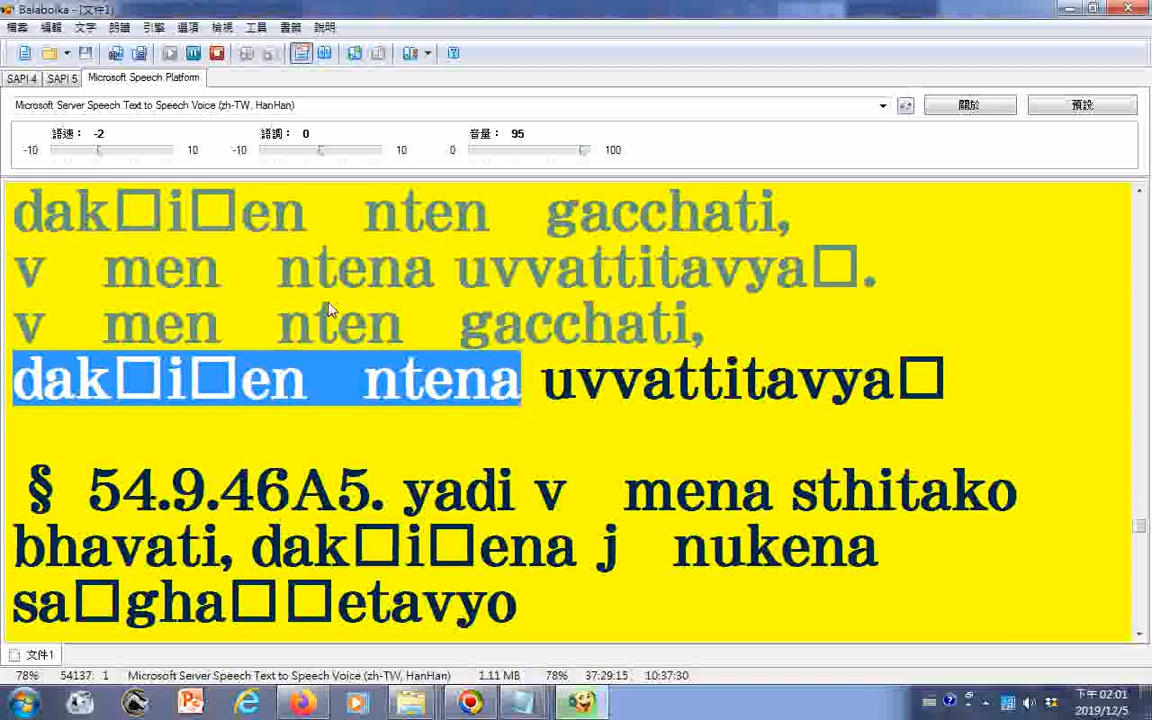 Balabolka - [文件1]
檔案 編輯 文字 朗讀 引擎 選項 檢視 工具 書籤 說明
SAPI 4 SAPI 5 Microsoft Speech Platform
Microsoft Server Speech Text to Speech Voice (zh-TW, HanHan) 關於 預設
語速： -2 語調： 0 音量： 95
-10 10 -10 10 0 100
dak□i□en nten gacchati,
v men ntena uvvattitavya□.
v men nten gacchati,
dak□i□en ntena uvvattitavya□
§ 54.9.46A5. yadi v mena sthitako
bhavati, dak□i□ena j nukena
sa□gha□□etavyo
文件1
78% 54137: 1 Microsoft Server Speech Text to Speech Voice (zh-TW, HanHan) 1.11 MB 78% 37:29:15 10:37:30
下午 02:01
2019/12/5